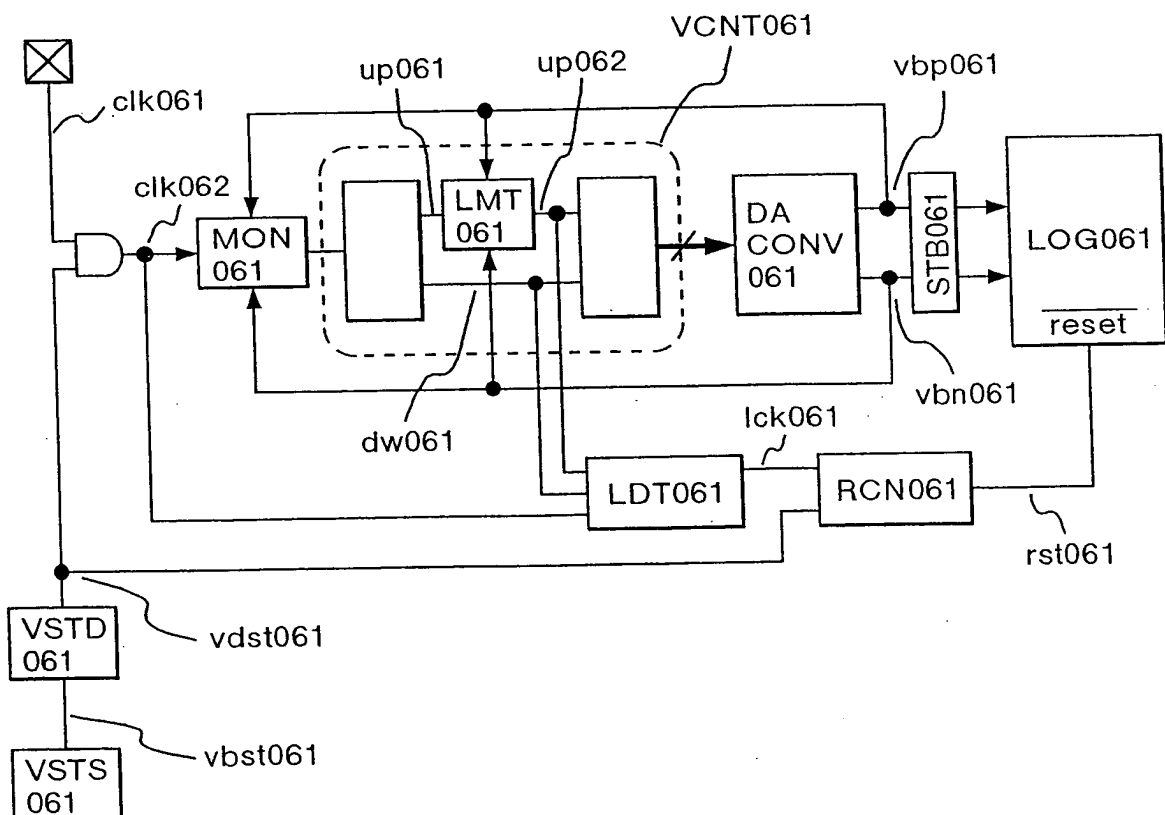 VCNT061
up061
up062
vbp061
clk061
clk062
LMT
061
MON
061
DA
CONV
061
STB061
LOG061
reset
vbn061
dw061
lck061
LDT061
RCN061
rst061
VSTD
061
vdst061
vbst061
VSTS
061